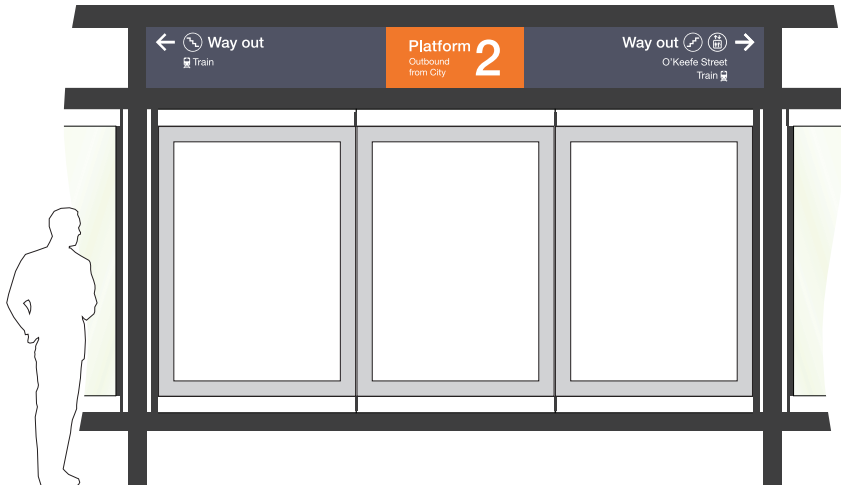 Way out
Train
Platform 2
Outbound
from City
Way out
O'Keefe Street
Train